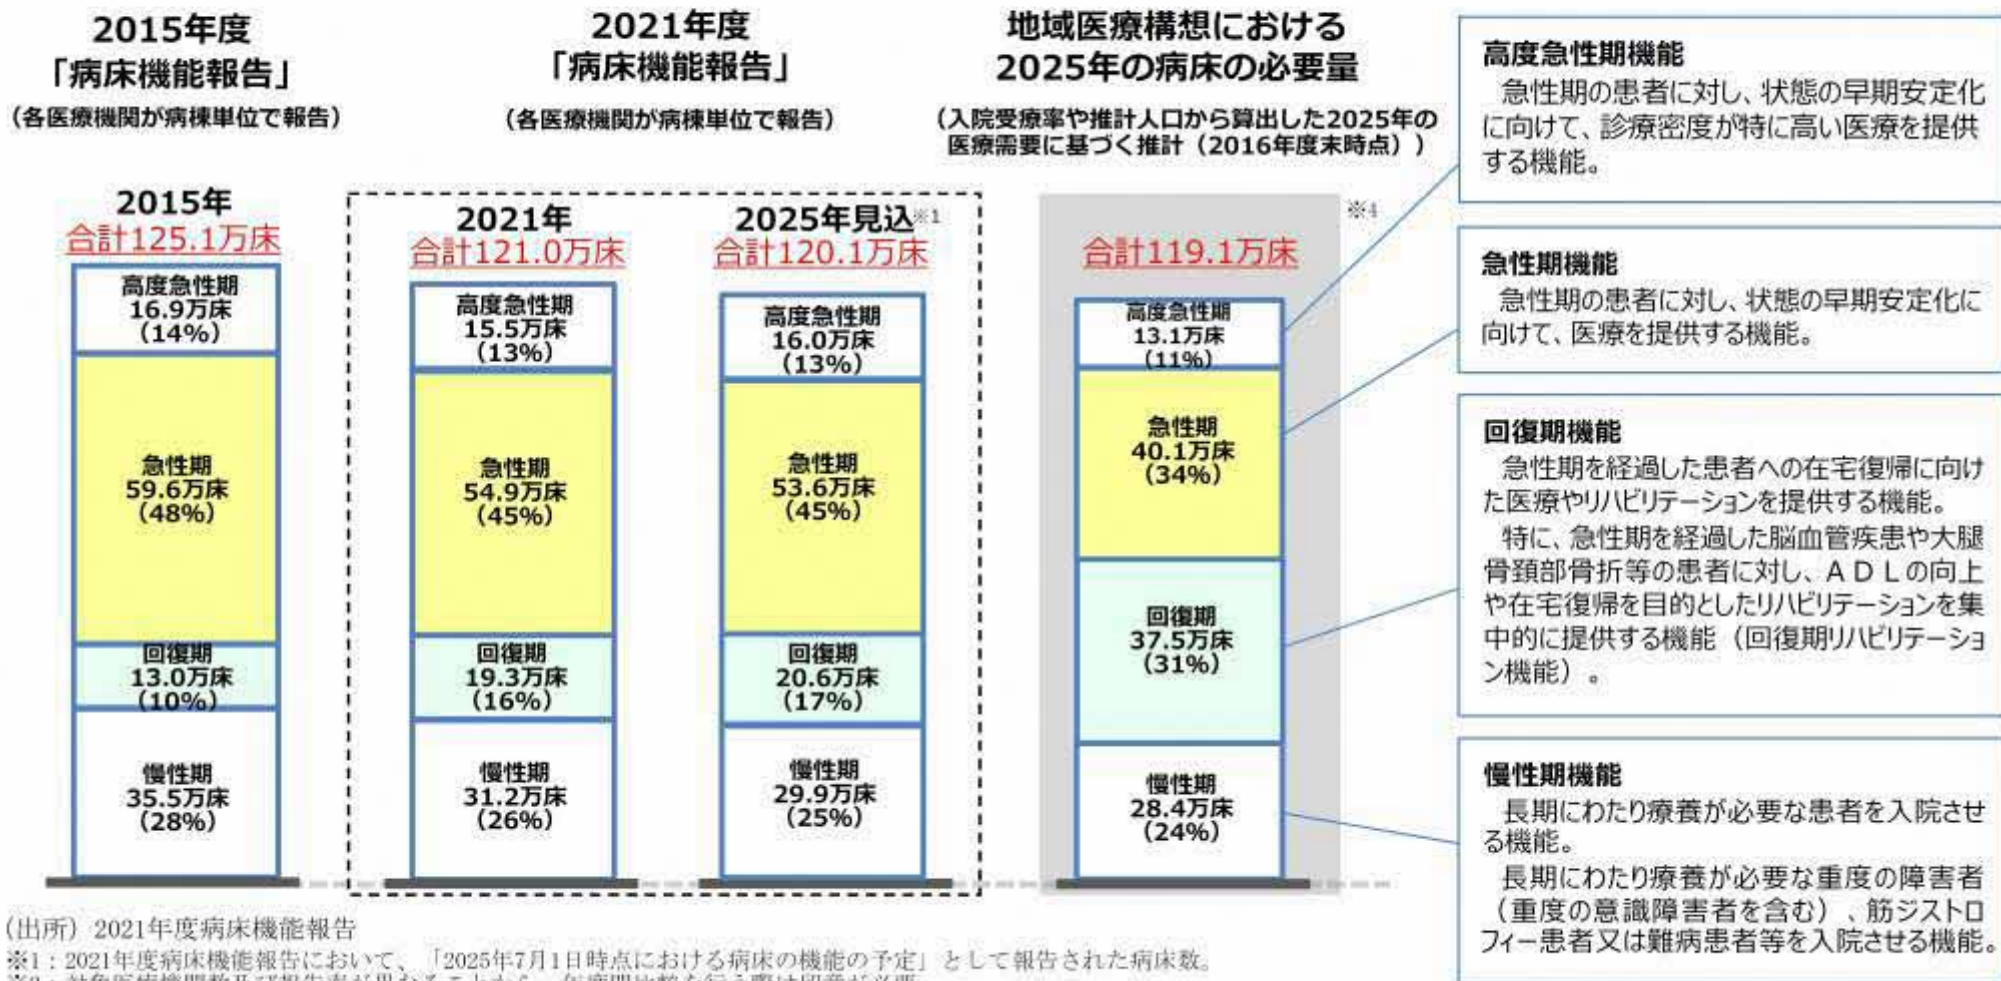 2015年度
「病床機能報告」
（各医療機関が病棟単位で報告）
2015年
合計125.1万床
高度急性期
16.9万床
（14%）
急性期
59.6万床
（48%）
回復期
13.0万床
（10%）
慢性期
35.5万床
（28%）
2021年度
「病床機能報告」
（各医療機関が病棟単位で報告）
2021年
合計121.0万床
高度急性期
15.5万床
（13%）
急性期
54.9万床
（45%）
回復期
19.3万床
（16%）
慢性期
31.2万床
（26%）
2025年見込※1
合計120.1万床
高度急性期
16.0万床
（13%）
急性期
53.6万床
（45%）
回復期
20.6万床
（17%）
慢性期
29.9万床
（25%）
地域医療構想における
2025年の病床の必要量
（入院受療率や推計人口から算出した2025年の
医療需要に基づく推計（2016年度末時点））
※4
合計119.1万床
高度急性期
13.1万床
（11%）
急性期
40.1万床
（34%）
回復期
37.5万床
（31%）
慢性期
28.4万床
（24%）
高度急性期機能
急性期の患者に対し、状態の早期安定化
に向けて、診療密度が特に高い医療を提供
する機能。
急性期機能
急性期の患者に対し、状態の早期安定化に
向けて、医療を提供する機能。
回復期機能
急性期を経過した患者への在宅復帰に向け
た医療やリハビリテーションを提供する機能。
特に、急性期を経過した脳血管疾患や大腿
骨頚部骨折等の患者に対し、ＡＤＬの向上
や在宅復帰を目的としたリハビリテーションを集
中的に提供する機能（回復期リハビリテーショ
ン機能）。
慢性期機能
長期にわたり療養が必要な患者を入院させ
る機能。
長期にわたり療養が必要な重度の障害者
（重度の意識障害者を含む）、筋ジストロ
フィー患者又は難病患者等を入院させる機能。
（出所）2021年度病床機能報告
※1：2021年度病床機能報告において、「2025年7月1日時点における病床の機能の予定」として報告された病床数。